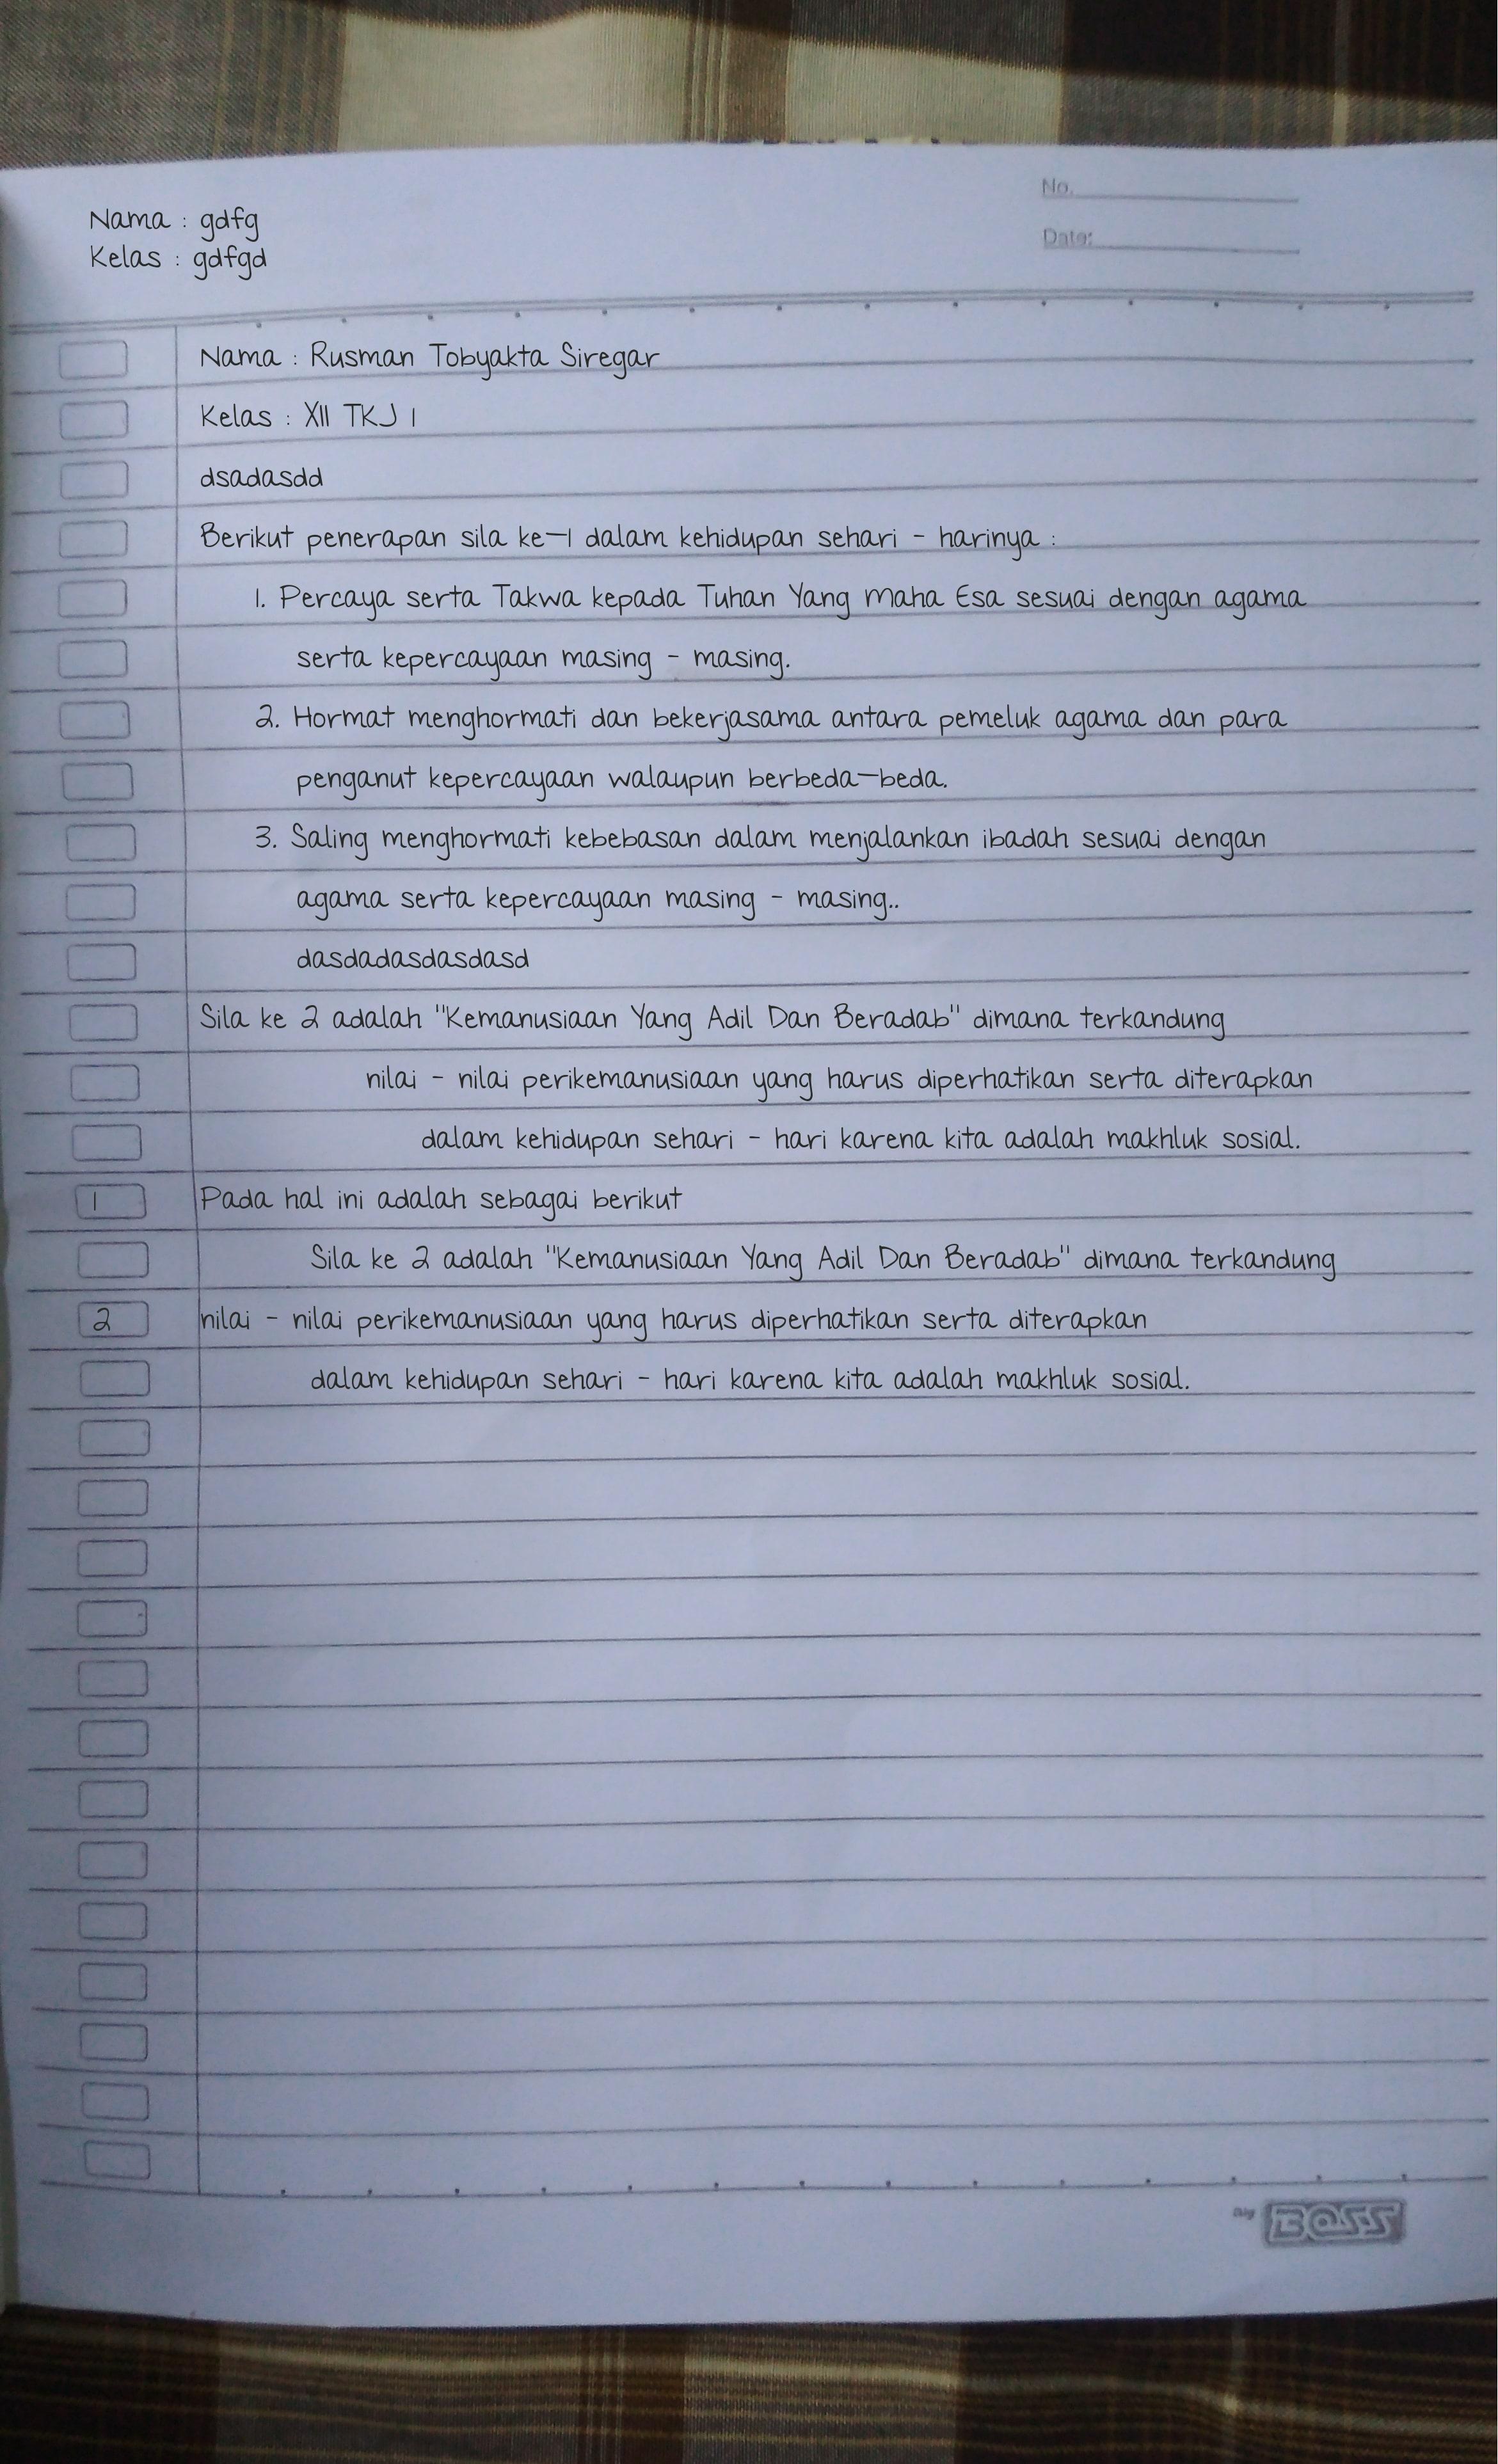 No.
Date:
Nama : gdfg
Kelas : gdfgd
Nama : Rusman Tobyakta Siregar
Kelas : XII TKJ 1
dsadasdd
Berikut penerapan sila ke-1 dalam kehidupan sehari - harinya :
1. Percaya serta Takwa kepada Tuhan Yang maha Esa sesuai dengan agama
serta kepercayaan masing - masing.
2. Hormat menghormati dan bekerjasama antara pemeluk agama dan para
penganut kepercayaan walaupun berbeda-beda.
3. Saling menghormati kebebasan dalam menjalankan ibadah sesuai dengan
agama serta kepercayaan masing - masing..
dasdadasdasdasd
Sila ke 2 adalah "Kemanusiaan Yang Adil Dan Beradab" dimana terkandung
nilai - nilai perikemanusiaan yang harus diperhatikan serta diterapkan
dalam kehidupan sehari - hari karena kita adalah makhluk sosial.
1 Pada hal ini adalah sebagai berikut
Sila ke 2 adalah "Kemanusiaan Yang Adil Dan Beradab" dimana terkandung
2 nilai - nilai perikemanusiaan yang harus diperhatikan serta diterapkan
dalam kehidupan sehari - hari karena kita adalah makhluk sosial.
Big BOSS